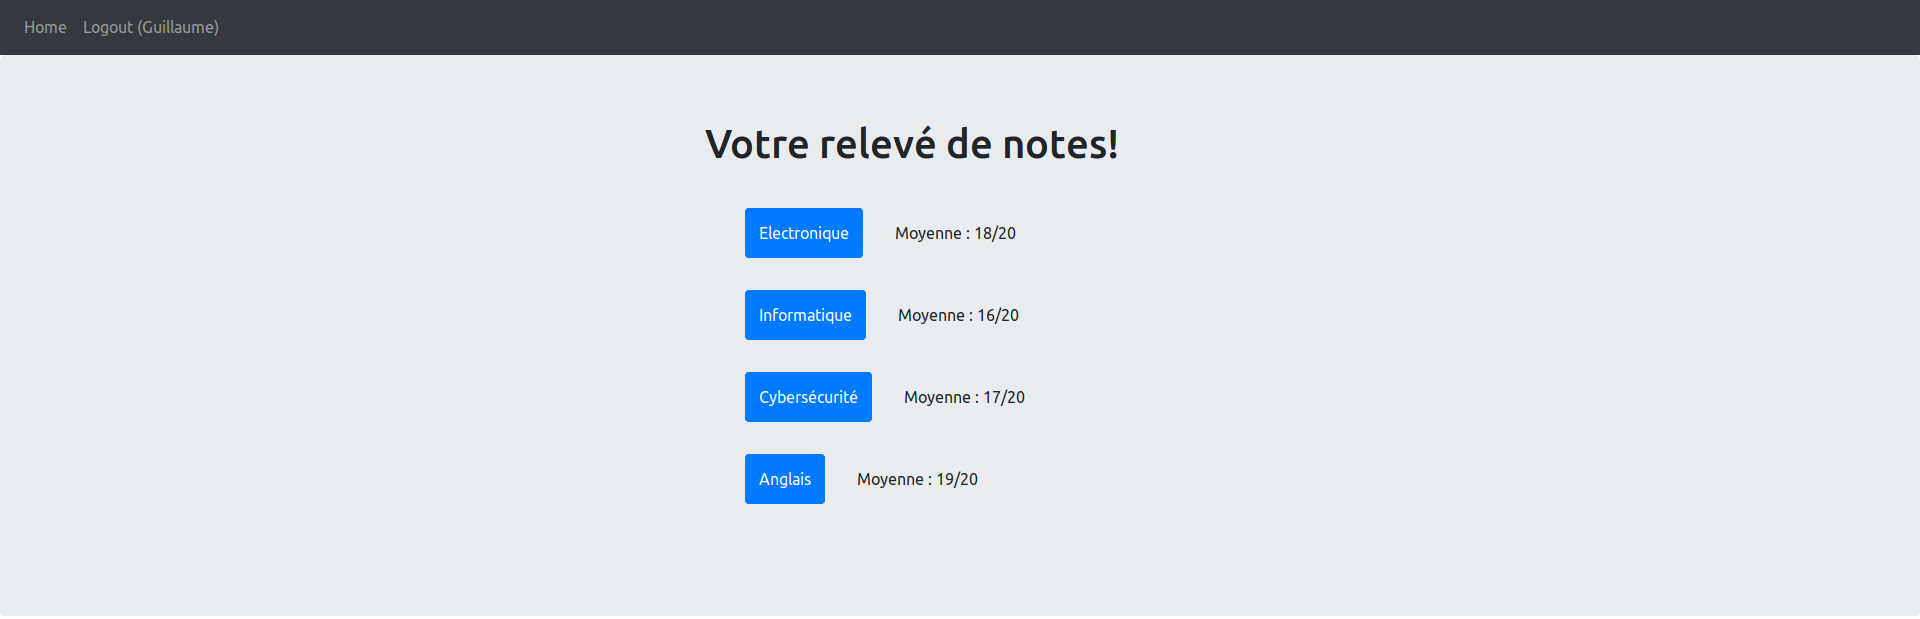 Home Logout (Guillaume)
Votre relevé de notes!
Electronique Moyenne : 18/20
Informatique Moyenne : 16/20
Cybersécurité Moyenne : 17/20
Anglais Moyenne : 19/20